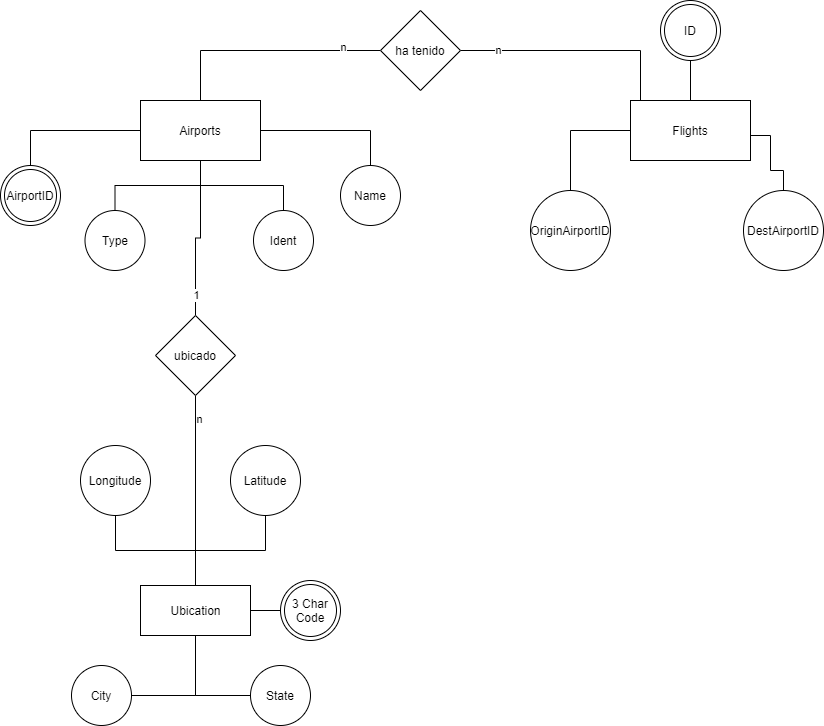 ID
n
ha tenido
n
Airports
Flights
AirportID
Name
Type
Ident
OriginAirportID
DestAirportID
1
ubicado
n
Longitude
Latitude
Ubication
3 Char
Code
City
State